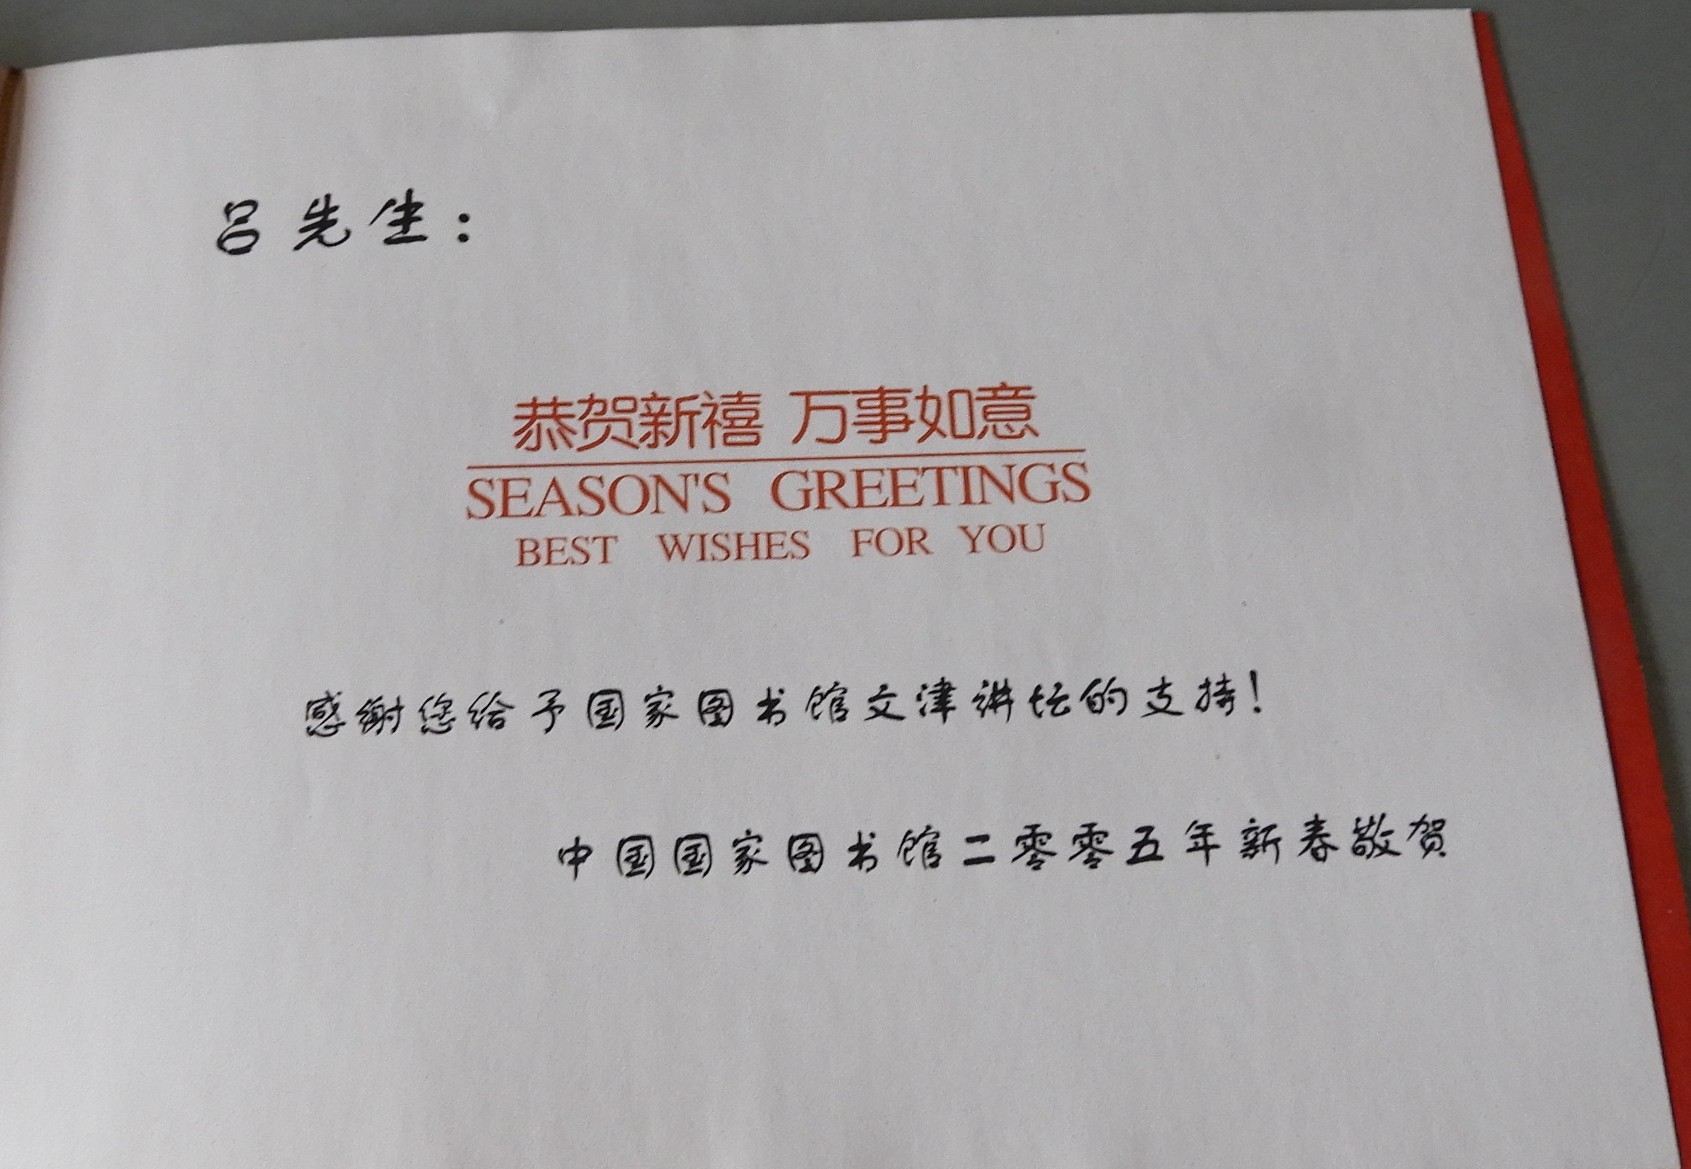 吕先生：
恭贺新禧 万事如意
SEASON'S GREETINGS
BEST WISHES FOR YOU
感谢您给予国家图书馆文津讲坛的支持！
中国国家图书馆二零零五年新春敬贺